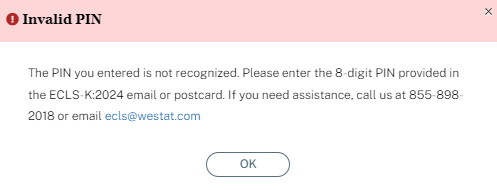 Invalid PIN
The PIN you entered is not recognized. Please enter the 8-digit PIN provided in
the ECLS-K:2024 email or postcard. If you need assistance, call us at 855-898-
2018 or email ecls@westat.com
OK